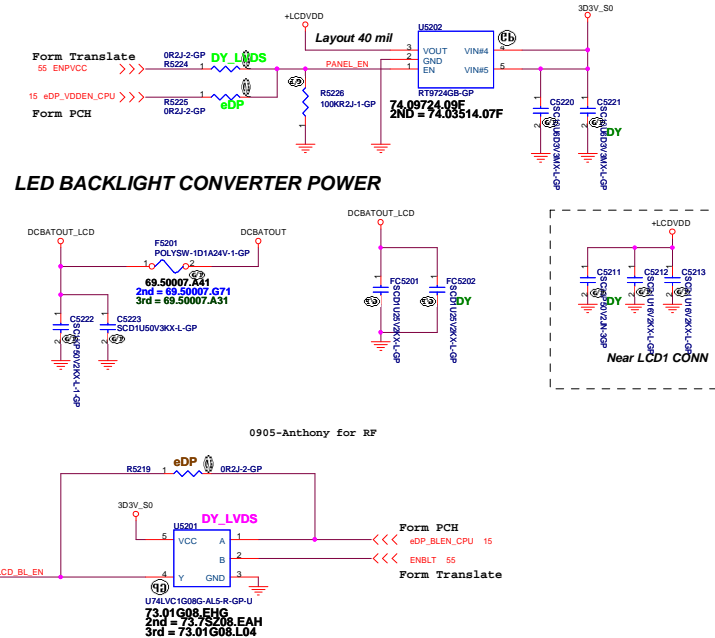 +LCDVDD
3D3V_S0
Layout 40 mil
U5202
3 VOUT VIN#4 4
2 GND
1 EN VIN#5 5
RT9724GB-GP
74.09724.09F
2ND = 74.03514.07F
Form Translate
55 ENPVCC
0R2J-2-GP
R5224 1
DY_LVDS
PANEL_EN
15 eDP_VDDEN_CPU
R5225 1
0R2J-2-GP
eDP
Form PCH
R5226
100KR2J-1-GP
C5220
C5221
DY
LED BACKLIGHT CONVERTER POWER
DCBATOUT_LCD
F5201
POLYSW-1D1A24V-1-GP
DCBATOUT
1 2
69.50007.A41
2nd = 69.50007.G71
3rd = 69.50007.A31
C5222
C5223
SCD1U50V3KX-L-GP
DCBATOUT_LCD
FC5201
SCD1U25V2KX-L-GP
FC5202
SCD1U25V2KX-L-GP
DY
+LCDVDD
C5211
DY
C5212
C5213
Near LCD1 CONN
0905-Anthony for RF
R5219 1
eDP
0R2J-2-GP
3D3V_S0
U5201
DY_LVDS
5 VCC A 1
B 2
4 Y GND 3
LCD_BL_EN
U74LVC1G08G-AL5-R-GP-U
73.01G08.EHG
2nd = 73.7SZ08.EAH
3rd = 73.01G08.L04
Form PCH
eDP_BLEN_CPU 15
ENBLT 55
Form Translate